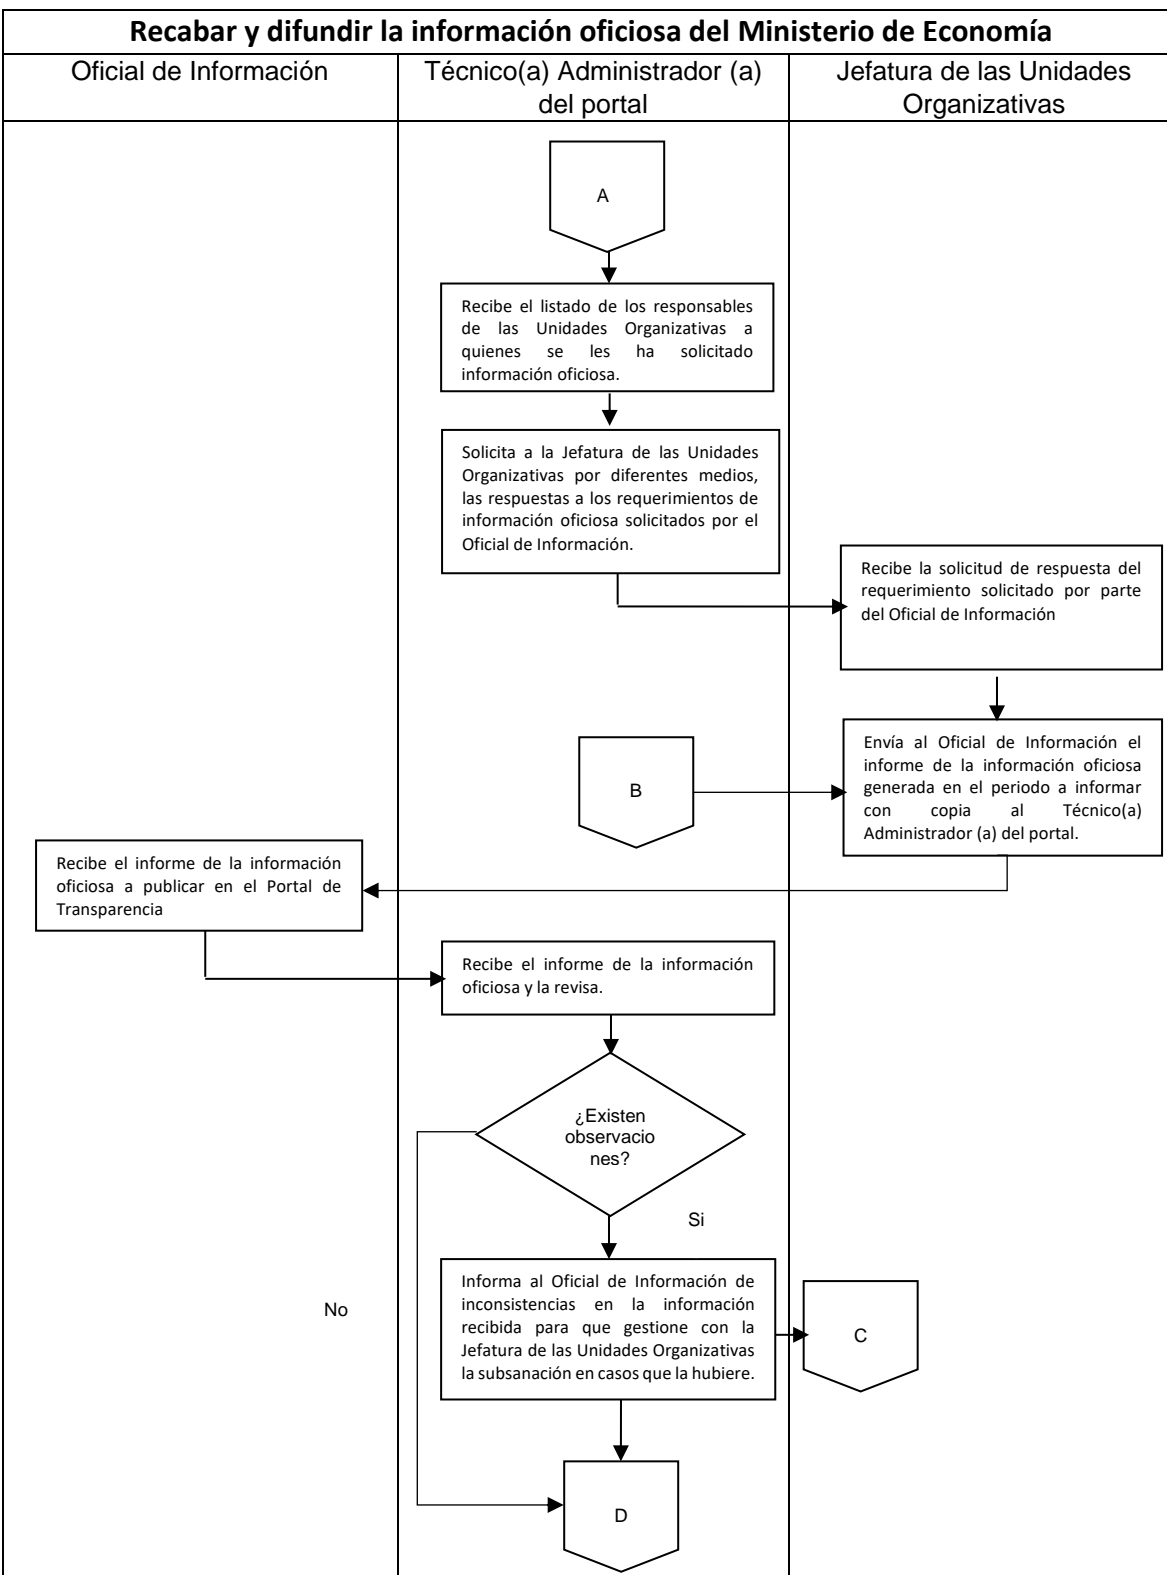 Recabar y difundir la información oficiosa del Ministerio de Economía
Oficial de Información
Técnico(a) Administrador (a)
del portal
Jefatura de las Unidades
Organizativas
A
Recibe el listado de los responsables
de las Unidades Organizativas a
quienes se les ha solicitado
información oficiosa.
Solicita a la Jefatura de las Unidades
Organizativas por diferentes medios,
las respuestas a los requerimientos de
información oficiosa solicitados por el
Oficial de Información.
Recibe la solicitud de respuesta del
requerimiento solicitado por parte
del Oficial de Información
Envía al Oficial de Información el
informe de la información oficiosa
generada en el periodo a informar
con copia al Técnico(a)
Administrador (a) del portal.
B
Recibe el informe de la información
oficiosa a publicar en el Portal de
Transparencia
Recibe el informe de la información
oficiosa y la revisa.
¿Existen
observacio
nes?
Si
Informa al Oficial de Información de
inconsistencias en la información
recibida para que gestione con la
Jefatura de las Unidades Organizativas
la subsanación en casos que la hubiere.
No
C
D